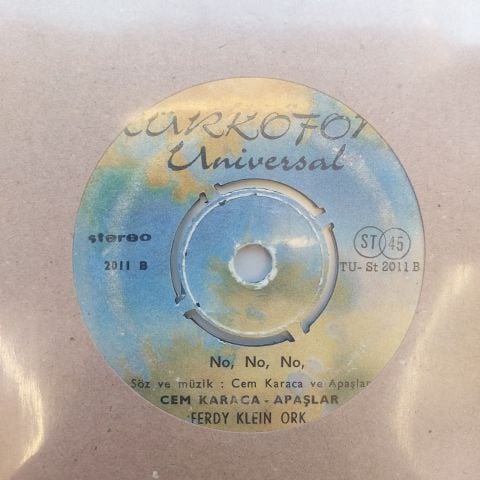 TÜRKOFON
Universal
stereo
2011 B
ST 45
TU- St 2011 B
No, No, No,
Söz ve müzik : Cem Karaca ve Apaşlar
CEM KARACA - APAŞLAR
FERDY KLEIN ORK